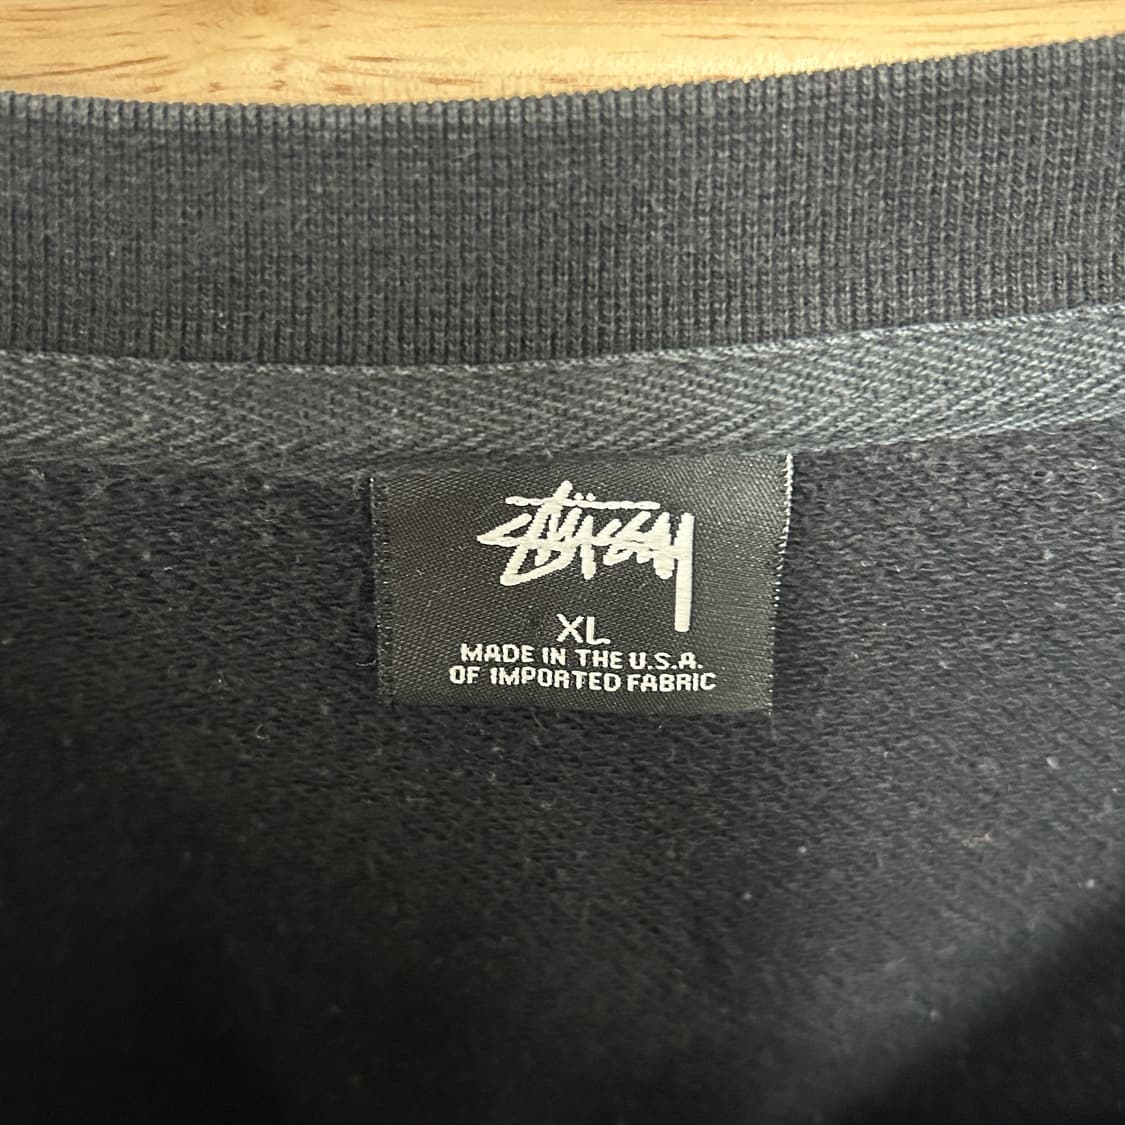 Stüssy
XL
MADE IN THE U.S.A.
OF IMPORTED FABRIC